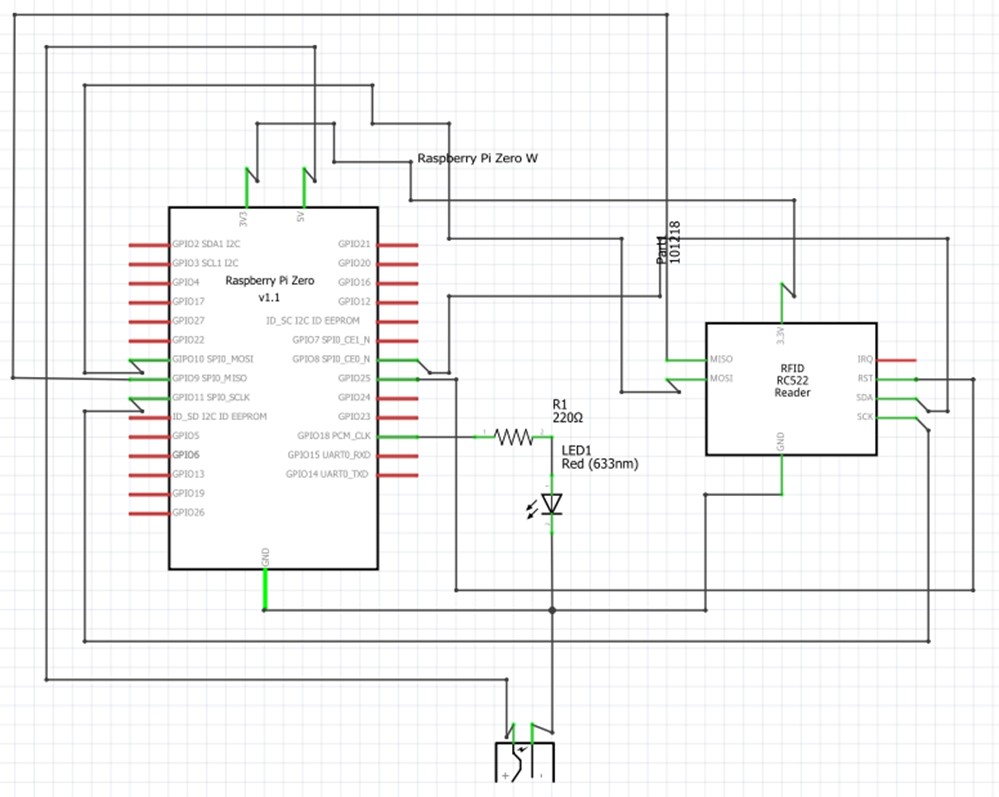 Raspberry Pi Zero W
3V3
5V
GPIO2 SDA1 I2C
GPIO3 SCL1 I2C
GPIO4
GPIO17
GPIO27
GPIO22
GIPO10 SPI0_MOSI
GPIO9 SPI0_MISO
GPIO11 SPI0_SCLK
ID_SD I2C ID EEPROM
GPIO5
GPIO6
GPIO13
GPIO19
GPIO26
Raspberry Pi Zero
v1.1
GPIO21
GPIO20
GPIO16
GPIO12
ID_SC I2C ID EEPROM
GPIO7 SPI0_CE1_N
GPIO8 SPI0_CE0_N
GPIO25
GPIO24
GPIO23
GPIO18 PCM_CLK
GPIO15 UART0_RXD
GPIO14 UART0_TXD
GND
R1
220Ω
1
2
LED1
Red (633nm)
Part1
101218
3.3V
MISO
MOSI
RFID
RC522
Reader
IRQ
RST
SDA
SCK
GND
+
-